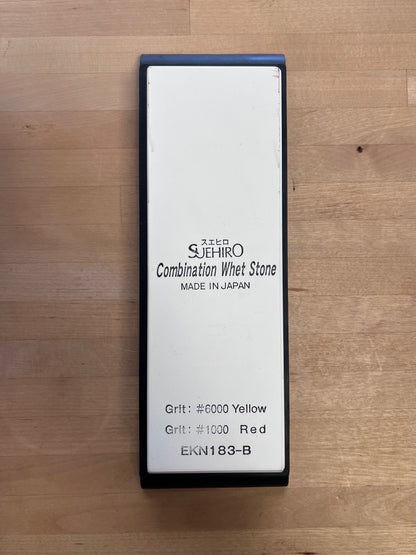 スエヒロ
SUEHIRO
Combination Whet Stone
MADE IN JAPAN
Grit: #6000 Yellow
Grit: #1000 Red
EKN183-B